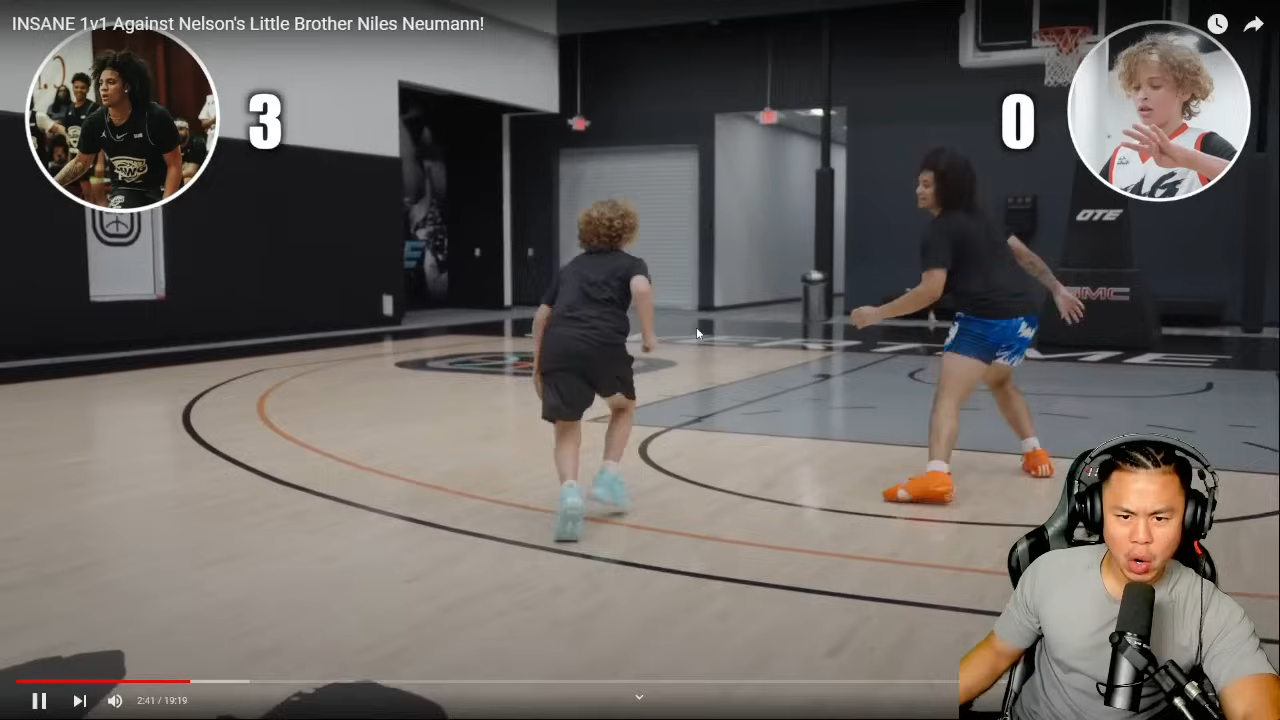 INSANE 1v1 Against Nelson's Little Brother Niles Neumann!
3
0
OTE
GMC
2:41 / 19:19